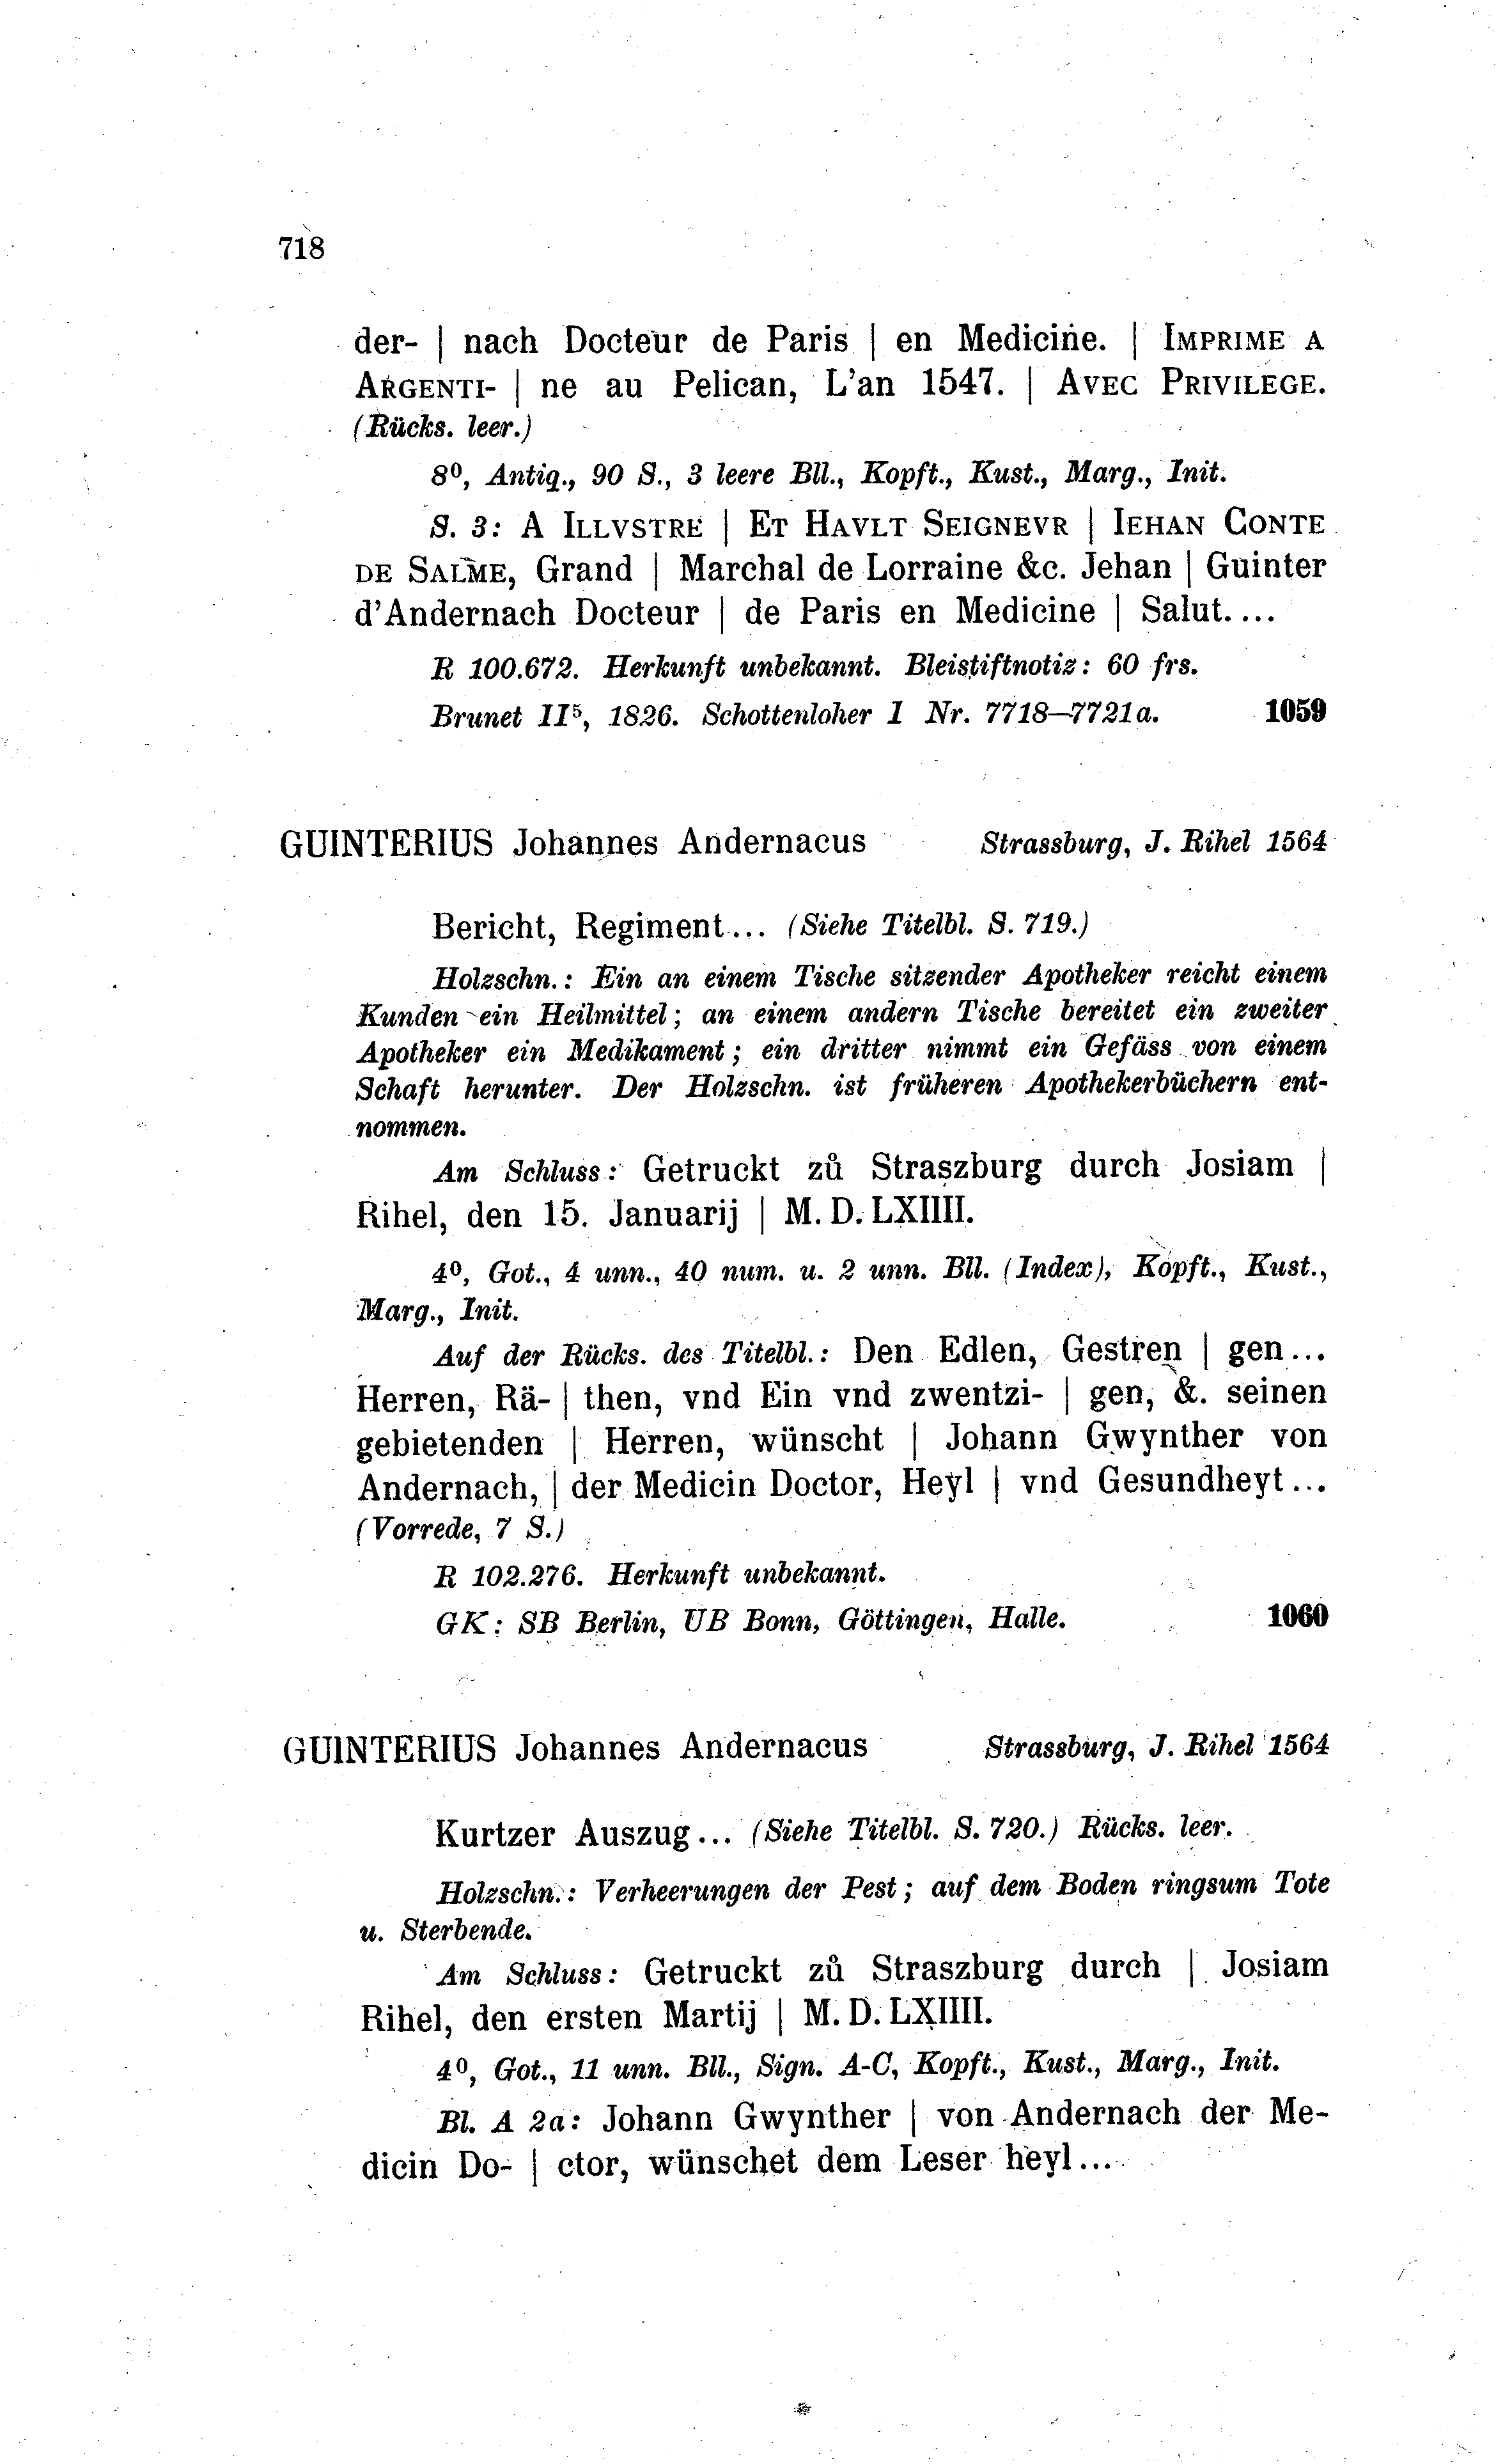 718
der- | nach Docteur de Paris | en Medicine. | IMPRIME A
ARGENTI- | ne au Pelican, L'an 1547. | AVEC PRIVILEGE.
(Rücks. leer.)
8⁰, Antiq., 90 S., 3 leere Bll., Kopft., Kust., Marg., Init.
S. 3: A ILLVSTRE | ET HAVLT SEIGNEVR | IEHAN CONTE
DE SALME, Grand | Marchal de Lorraine &c. Jehan | Guinter
d'Andernach Docteur | de Paris en Medicine | Salut....
R 100.672. Herkunft unbekannt. Bleistiftnotiz: 60 frs.
Brunet II⁵, 1826. Schottenloher I Nr. 7718—7721a. 1059
GUINTERIUS Johannes Andernacus Strassburg, J. Rihel 1564
Bericht, Regiment... (Siehe Titelbl. S. 719.)
Holzschn.: Ein an einem Tische sitzender Apotheker reicht einem
Kunden ein Heilmittel; an einem andern Tische bereitet ein zweiter
Apotheker ein Medikament; ein dritter nimmt ein Gefäss von einem
Schaft herunter. Der Holzschn. ist früheren Apothekerbüchern ent-
nommen.
Am Schluss: Getruckt zů Straszburg durch Josiam |
Rihel, den 15. Januarij | M. D. LXIIII.
4⁰, Got., 4 unn., 40 num. u. 2 unn. Bll. (Index), Kopft., Kust.,
Marg., Init.
Auf der Rücks. des Titelbl.: Den Edlen, Gestren | gen...
Herren, Rä- | then, vnd Ein vnd zwentzi- | gen, &. seinen
gebietenden | Herren, wünscht | Johann Gwynther von
Andernach, | der Medicin Doctor, Heyl | vnd Gesundheyt...
(Vorrede, 7 S.)
R 102.276. Herkunft unbekannt.
GK: SB Berlin, UB Bonn, Göttingen, Halle. 1060
GUINTERIUS Johannes Andernacus Strassburg, J. Rihel 1564
Kurtzer Auszug... (Siehe Titelbl. S. 720.) Rücks. leer.
Holzschn.: Verheerungen der Pest; auf dem Boden ringsum Tote
u. Sterbende.
Am Schluss: Getruckt zů Straszburg durch | Josiam
Rihel, den ersten Martij | M. D. LXIIII.
4⁰, Got., 11 unn. Bll., Sign. A-C, Kopft., Kust., Marg., Init.
Bl. A 2a: Johann Gwynther | von Andernach der Me-
dicin Do- | ctor, wünschet dem Leser heyl...